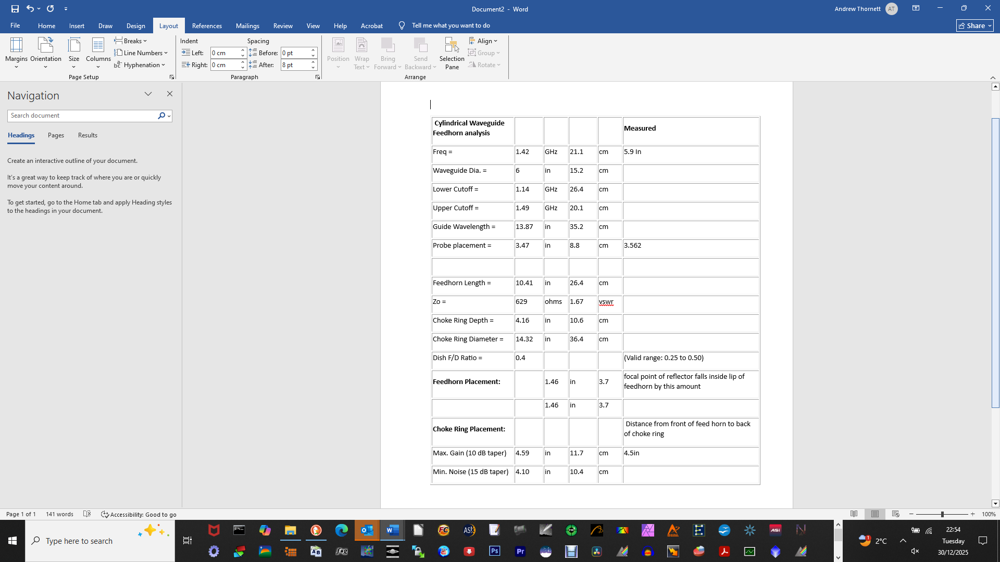 Document2 - Word
Andrew Thornett
AT
File
Home
Insert
Draw
Design
Layout
References
Mailings
Review
View
Help
Acrobat
Tell me what you want to do
Share
Margins
Orientation
Size
Columns
Breaks
Line Numbers
Hyphenation
Page Setup
Indent
Left: 0 cm
Right: 0 cm
Spacing
Before: 0 pt
After: 8 pt
Paragraph
Position
Wrap
Text
Bring
Forward
Send
Backward
Selection
Pane
Align
Group
Rotate
Arrange
Navigation
Search document
Headings
Pages
Results
Create an interactive outline of your document.
It's a great way to keep track of where you are or quickly
move your content around.
To get started, go to the Home tab and apply Heading styles
to the headings in your document.
Cylindrical Waveguide
Feedhorn analysis
Measured
Freq = 1.42 GHz 21.1 cm 5.9 In
Waveguide Dia. = 6 in 15.2 cm
Lower Cutoff = 1.14 GHz 26.4 cm
Upper Cutoff = 1.49 GHz 20.1 cm
Guide Wavelength = 13.87 in 35.2 cm
Probe placement = 3.47 in 8.8 cm 3.562
Feedhorn Length = 10.41 in 26.4 cm
Zo = 629 ohms 1.67 vswr
Choke Ring Depth = 4.16 in 10.6 cm
Choke Ring Diameter = 14.32 in 36.4 cm
Dish F/D Ratio = 0.4 (Valid range: 0.25 to 0.50)
Feedhorn Placement: 1.46 in 3.7
focal point of reflector falls inside lip of
feedhorn by this amount
1.46 in 3.7
Choke Ring Placement:
Distance from front of feed horn to back
of choke ring
Max. Gain (10 dB taper) 4.59 in 11.7 cm 4.5in
Min. Noise (15 dB taper) 4.10 in 10.4 cm
Page 1 of 1
141 words
Accessibility: Good to go
100%
Type here to search
2°C
22:54
Tuesday
30/12/2025